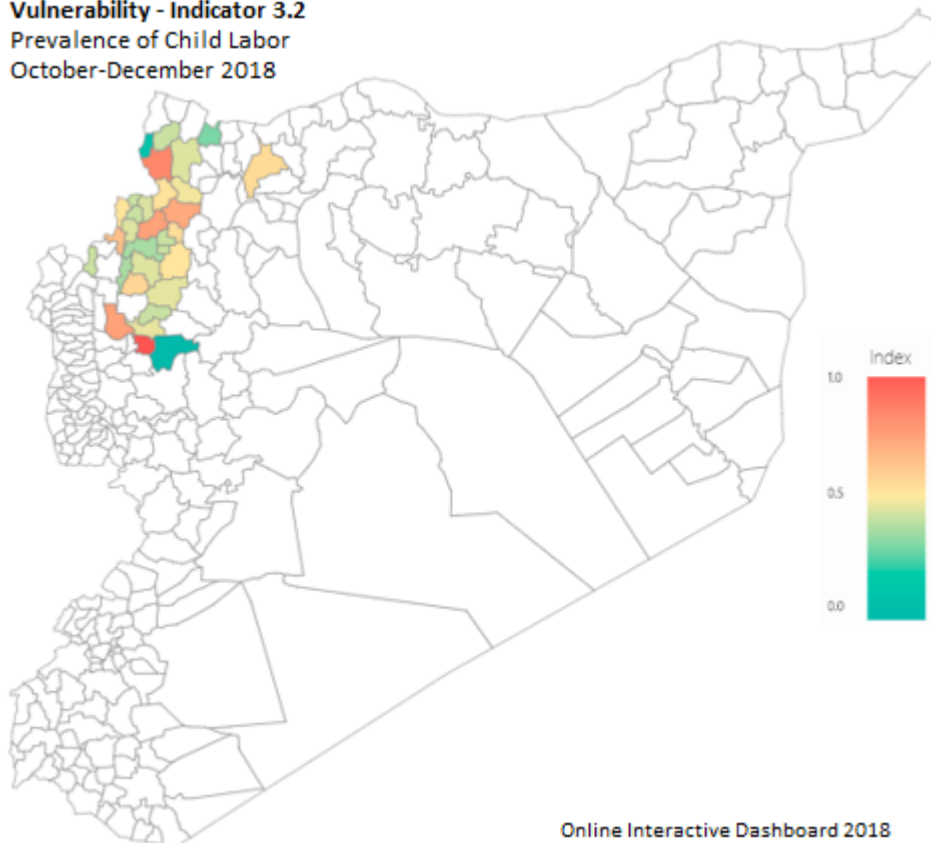 Vulnerability - Indicator 3.2
Prevalence of Child Labor
October-December 2018
Index
1.0
0.5
0.0
Online Interactive Dashboard 2018